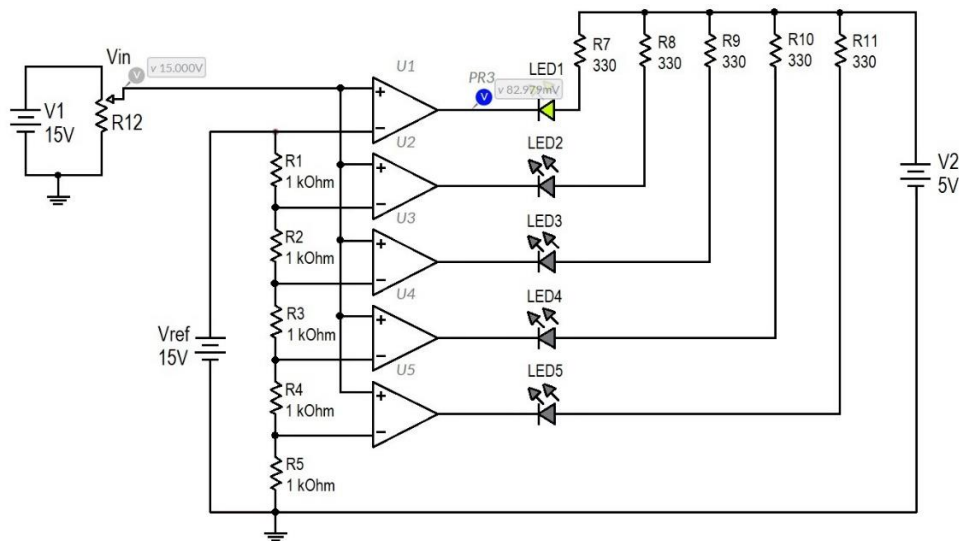 Vin
v 15.000V
V1
15V
R12
U1
PR3
v 82.979mV
LED1
R7
330
R8
330
R9
330
R10
330
R11
330
V2
5V
R1
1 kOhm
U2
LED2
R2
1 kOhm
U3
LED3
R3
1 kOhm
U4
LED4
Vref
15V
R4
1 kOhm
U5
LED5
R5
1 kOhm